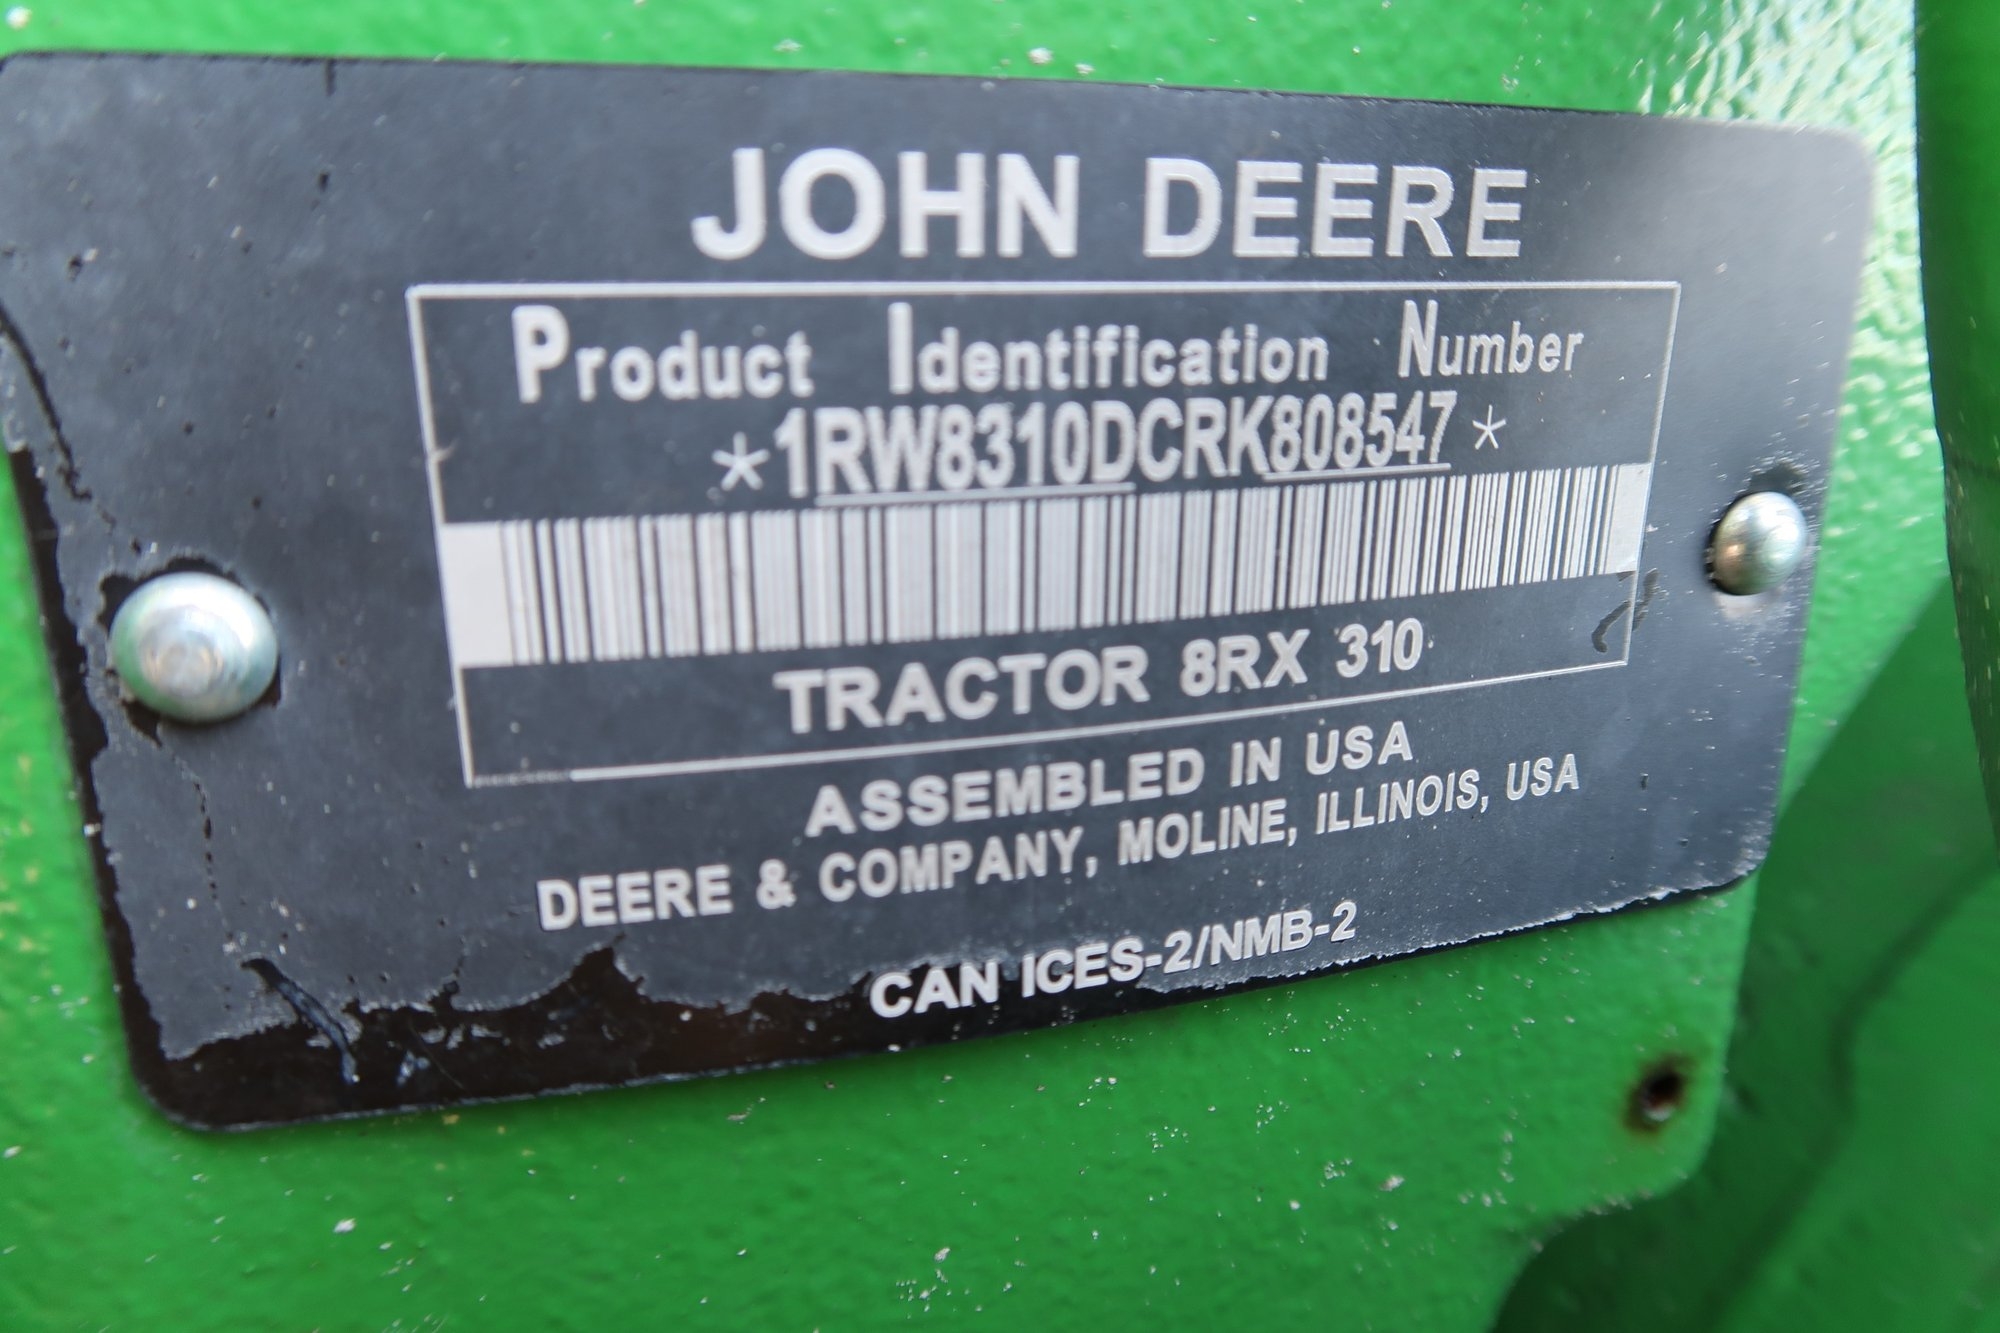 JOHN DEERE
Product Identification Number
*1RW8310DCRK808547*
TRACTOR 8RX 310
ASSEMBLED IN USA
DEERE & COMPANY, MOLINE, ILLINOIS, USA
CAN ICES-2/NMB-2